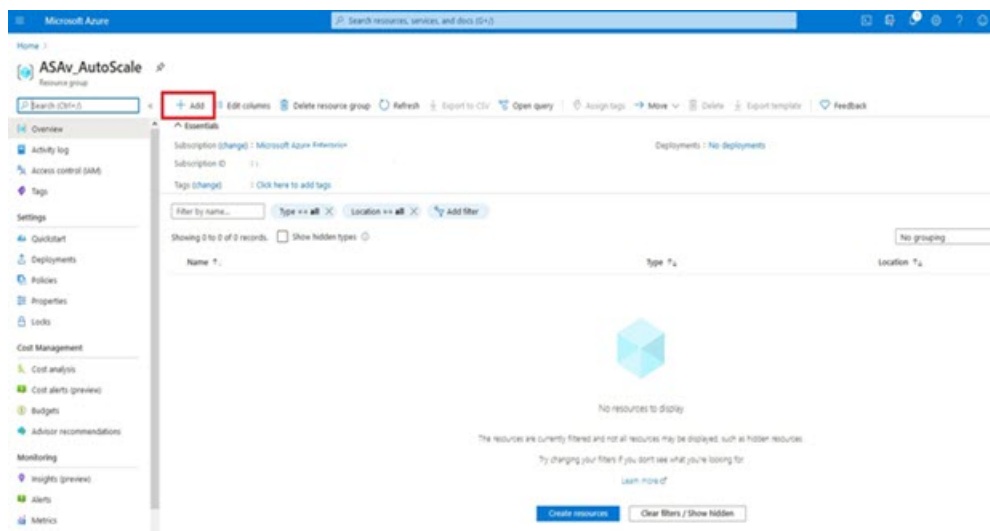 Microsoft Azure
Search resources, services, and docs (G+/)
Home >
ASAv_AutoScale
Resource group
Search (Ctrl+/)
Add
Edit columns
Delete resource group
Refresh
Export to CSV
Open query
Assign tags
Move
Delete
Export template
Feedback
Overview
Activity log
Access control (IAM)
Tags
Settings
Quickstart
Deployments
Policies
Properties
Locks
Cost Management
Cost analysis
Cost alerts (preview)
Budgets
Advisor recommendations
Monitoring
Insights (preview)
Alerts
Metrics
Essentials
Subscription (change) : Microsoft Azure Enterprise
Deployments : No deployments
Subscription ID
Tags (change) : Click here to add tags
Filter by name...
Type == all
Location == all
Add filter
Showing 0 to 0 of 0 records.
Show hidden types
No grouping
Name
Type
Location
No resources to display
The resources are currently filtered and not all resources may be displayed, such as hidden resources
Try changing your filters if you don't see what you're looking for
Learn more
Create resources
Clear filters / Show hidden